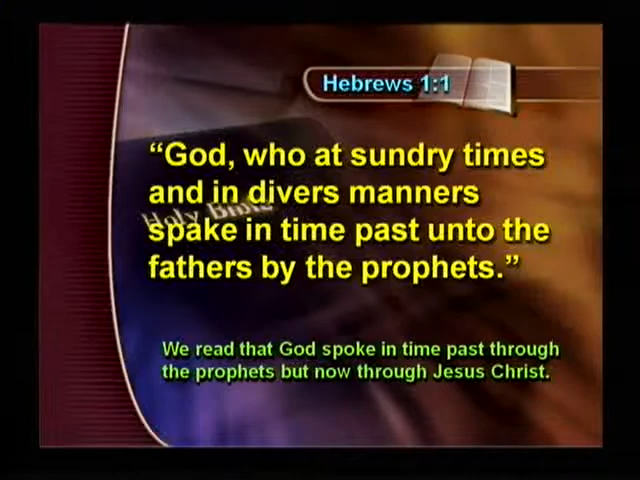 Hebrews 1:1
“God, who at sundry times
and in divers manners
Holy Bible
spake in time past unto the
fathers by the prophets.”
We read that God spoke in time past through
the prophets but now through Jesus Christ.